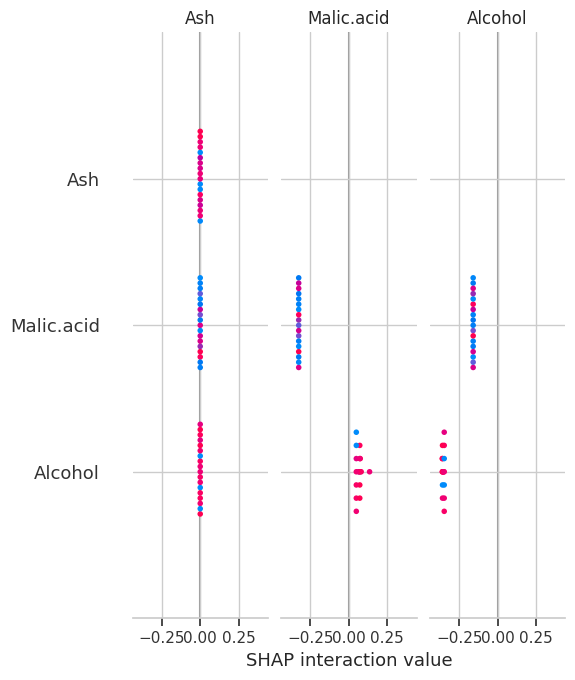 Ash Malic.acid Alcohol
Ash
Malic.acid
Alcohol
−0.25 0.00 0.25 −0.25 0.00 0.25 −0.25 0.00 0.25
SHAP interaction value